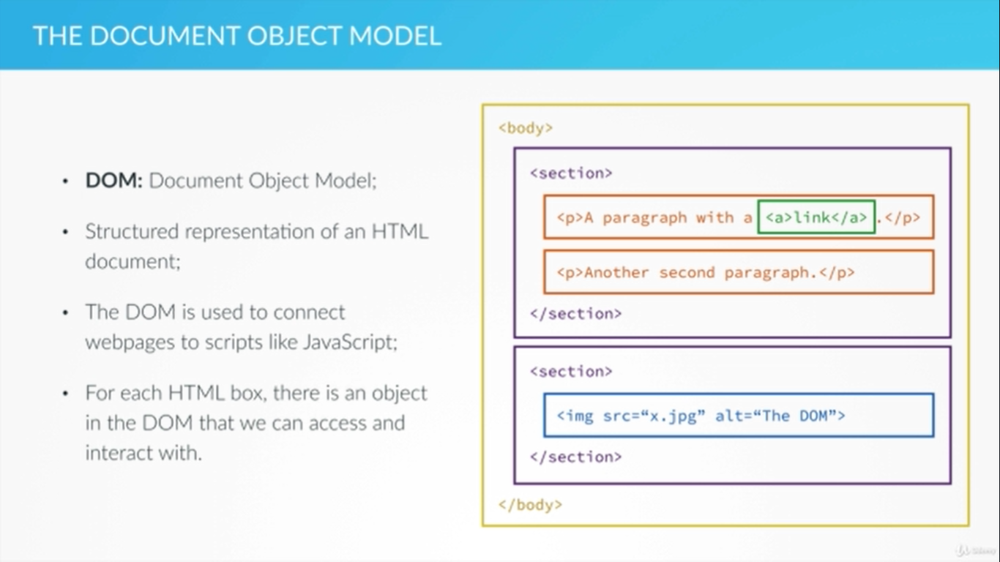 THE DOCUMENT OBJECT MODEL
• DOM: Document Object Model;
• Structured representation of an HTML
document;
• The DOM is used to connect
webpages to scripts like JavaScript;
• For each HTML box, there is an object
in the DOM that we can access and
interact with.
<body>
<section>
<p>A paragraph with a <a>link</a>.</p>
<p>Another second paragraph.</p>
</section>
<section>
<img src=“x.jpg” alt=“The DOM”>
</section>
</body>
Udemy